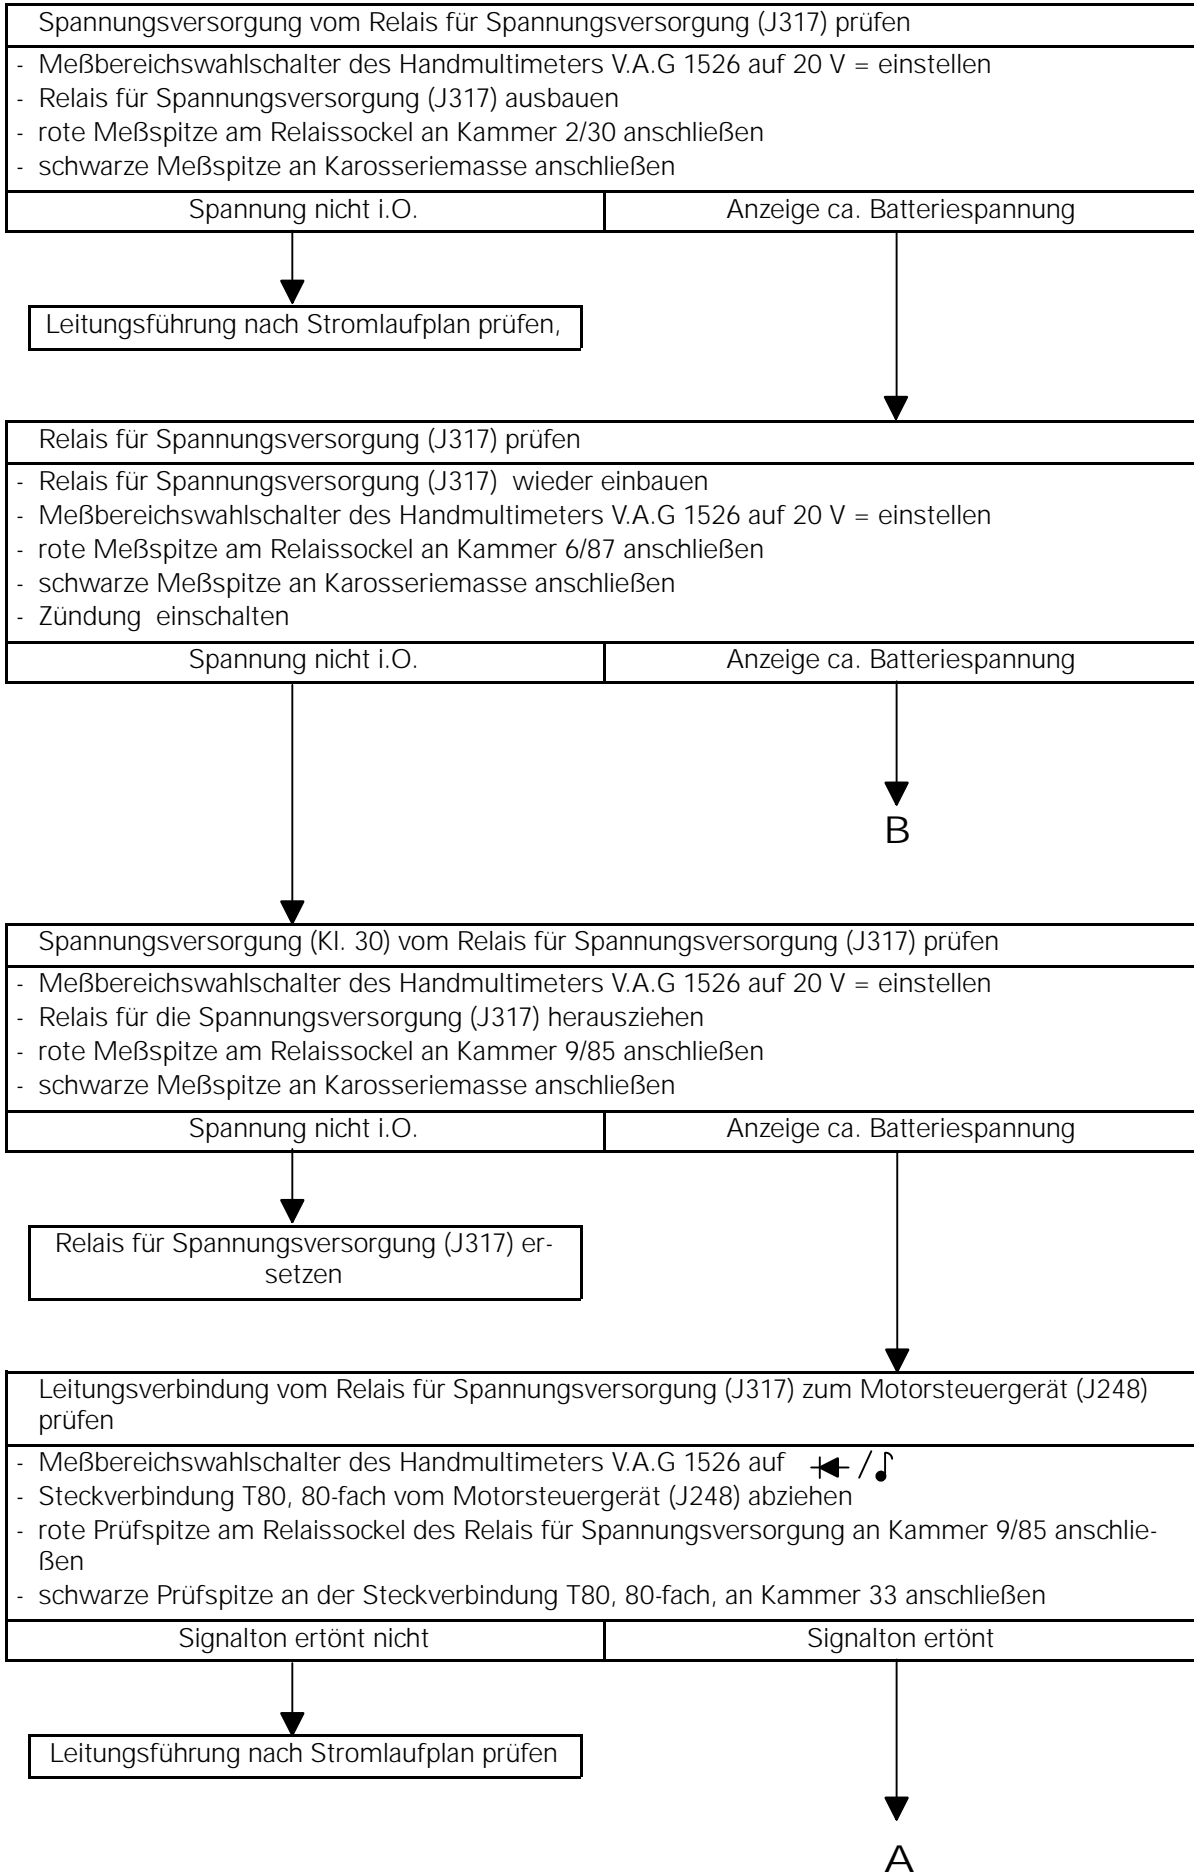 Spannungsversorgung vom Relais für Spannungsversorgung (J317) prüfen
- Meßbereichswahlschalter des Handmultimeters V.A.G 1526 auf 20 V = einstellen
- Relais für Spannungsversorgung (J317) ausbauen
- rote Meßspitze am Relaissockel an Kammer 2/30 anschließen
- schwarze Meßspitze an Karosseriemasse anschließen
Spannung nicht i.O.
Anzeige ca. Batteriespannung
Leitungsführung nach Stromlaufplan prüfen,
Relais für Spannungsversorgung (J317) prüfen
- Relais für Spannungsversorgung (J317) wieder einbauen
- Meßbereichswahlschalter des Handmultimeters V.A.G 1526 auf 20 V = einstellen
- rote Meßspitze am Relaissockel an Kammer 6/87 anschließen
- schwarze Meßspitze an Karosseriemasse anschließen
- Zündung einschalten
Spannung nicht i.O.
Anzeige ca. Batteriespannung
B
Spannungsversorgung (Kl. 30) vom Relais für Spannungsversorgung (J317) prüfen
- Meßbereichswahlschalter des Handmultimeters V.A.G 1526 auf 20 V = einstellen
- Relais für die Spannungsversorgung (J317) herausziehen
- rote Meßspitze am Relaissockel an Kammer 9/85 anschließen
- schwarze Meßspitze an Karosseriemasse anschließen
Spannung nicht i.O.
Anzeige ca. Batteriespannung
Relais für Spannungsversorgung (J317) er-
setzen
Leitungsverbindung vom Relais für Spannungsversorgung (J317) zum Motorsteuergerät (J248)
prüfen
- Meßbereichswahlschalter des Handmultimeters V.A.G 1526 auf /♪
- Steckverbindung T80, 80-fach vom Motorsteuergerät (J248) abziehen
- rote Prüfspitze am Relaissockel des Relais für Spannungsversorgung an Kammer 9/85 anschlie-
ßen
- schwarze Prüfspitze an der Steckverbindung T80, 80-fach, an Kammer 33 anschließen
Signalton ertönt nicht
Signalton ertönt
Leitungsführung nach Stromlaufplan prüfen
A